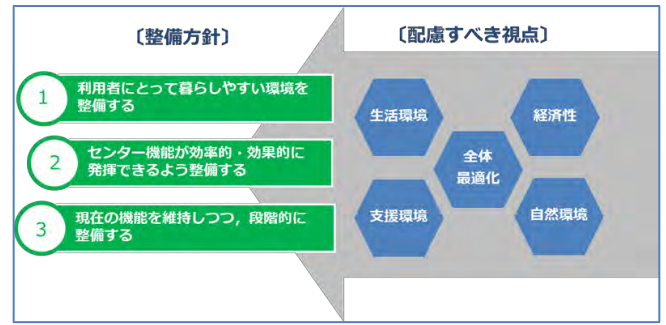 〔整備方針〕
1
利用者にとって暮らしやすい環境を
整備する
2
センター機能が効率的・効果的に
発揮できるよう整備する
3
現在の機能を維持しつつ，段階的に
整備する
〔配慮すべき視点〕
生活環境
経済性
全体
最適化
支援環境
自然環境